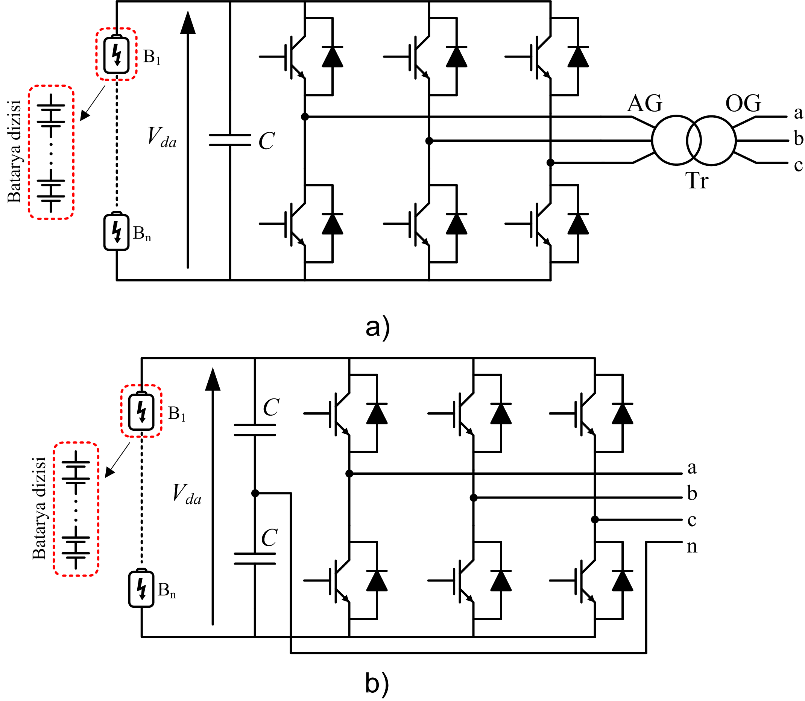 B1
Batarya dizisi
Vda
C
AG
OG
a
b
c
Tr
Bn
a)
B1
Batarya dizisi
Vda
C
C
a
b
c
n
Bn
b)